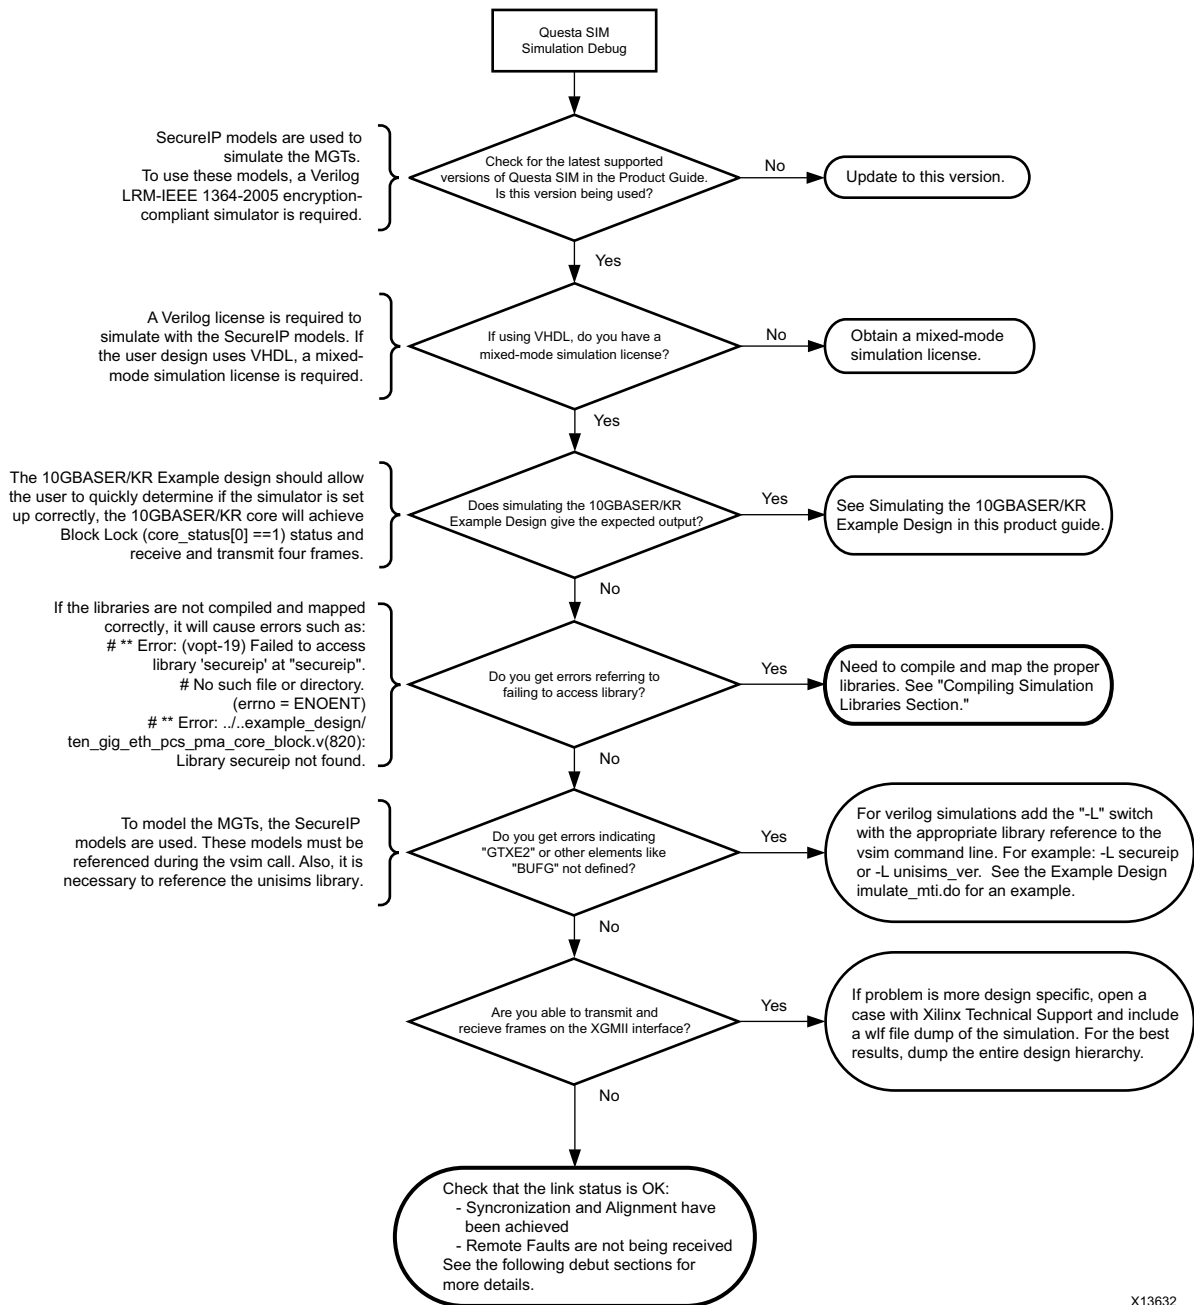 Questa SIM
Simulation Debug
SecureIP models are used to
simulate the MGTs.
To use these models, a Verilog
LRM-IEEE 1364-2005 encryption-
compliant simulator is required.
Check for the latest supported
versions of Questa SIM in the Product Guide.
Is this version being used?
No
Update to this version.
Yes
A Verilog license is required to
simulate with the SecureIP models. If
the user design uses VHDL, a mixed-
mode simulation license is required.
If using VHDL, do you have a
mixed-mode simulation license?
No
Obtain a mixed-mode
simulation license.
Yes
The 10GBASER/KR Example design should allow
the user to quickly determine if the simulator is set
up correctly, the 10GBASER/KR core will achieve
Block Lock (core_status[0] ==1) status and
receive and transmit four frames.
Does simulating the 10GBASER/KR
Example Design give the expected output?
Yes
See Simulating the 10GBASER/KR
Example Design in this product guide.
No
If the libraries are not compiled and mapped
correctly, it will cause errors such as:
# ** Error: (vopt-19) Failed to access
library 'secureip' at "secureip".
# No such file or directory.
(errno = ENOENT)
# ** Error: ../..example_design/
ten_gig_eth_pcs_pma_core_block.v(820):
Library secureip not found.
Do you get errors referring to
failing to access library?
Yes
Need to compile and map the proper
libraries. See "Compiling Simulation
Libraries Section."
No
To model the MGTs, the SecureIP
models are used. These models must be
referenced during the vsim call. Also, it is
necessary to reference the unisims library.
Do you get errors indicating
"GTXE2" or other elements like
"BUFG" not defined?
Yes
For verilog simulations add the "-L" switch
with the appropriate library reference to the
vsim command line. For example: -L secureip
or -L unisims_ver.  See the Example Design
imulate_mti.do for an example.
No
Are you able to transmit and
recieve frames on the XGMII interface?
Yes
If problem is more design specific, open a
case with Xilinx Technical Support and include
a wlf file dump of the simulation. For the best
results, dump the entire design hierarchy.
No
Check that the link status is OK:
- Syncronization and Alignment have
been achieved
- Remote Faults are not being received
See the following debut sections for
more details.
X13632